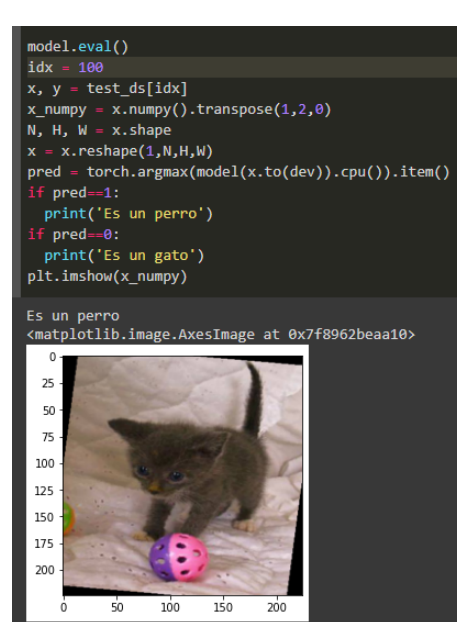 model.eval()
idx = 100
x, y = test_ds[idx]
x_numpy = x.numpy().transpose(1,2,0)
N, H, W = x.shape
x = x.reshape(1,N,H,W)
pred = torch.argmax(model(x.to(dev)).cpu()).item()
if pred==1:
  print('Es un perro')
if pred==0:
  print('Es un gato')
plt.imshow(x_numpy)
Es un perro
<matplotlib.image.AxesImage at 0x7f8962beaa10>
0
25
50
75
100
125
150
175
200
0 50 100 150 200